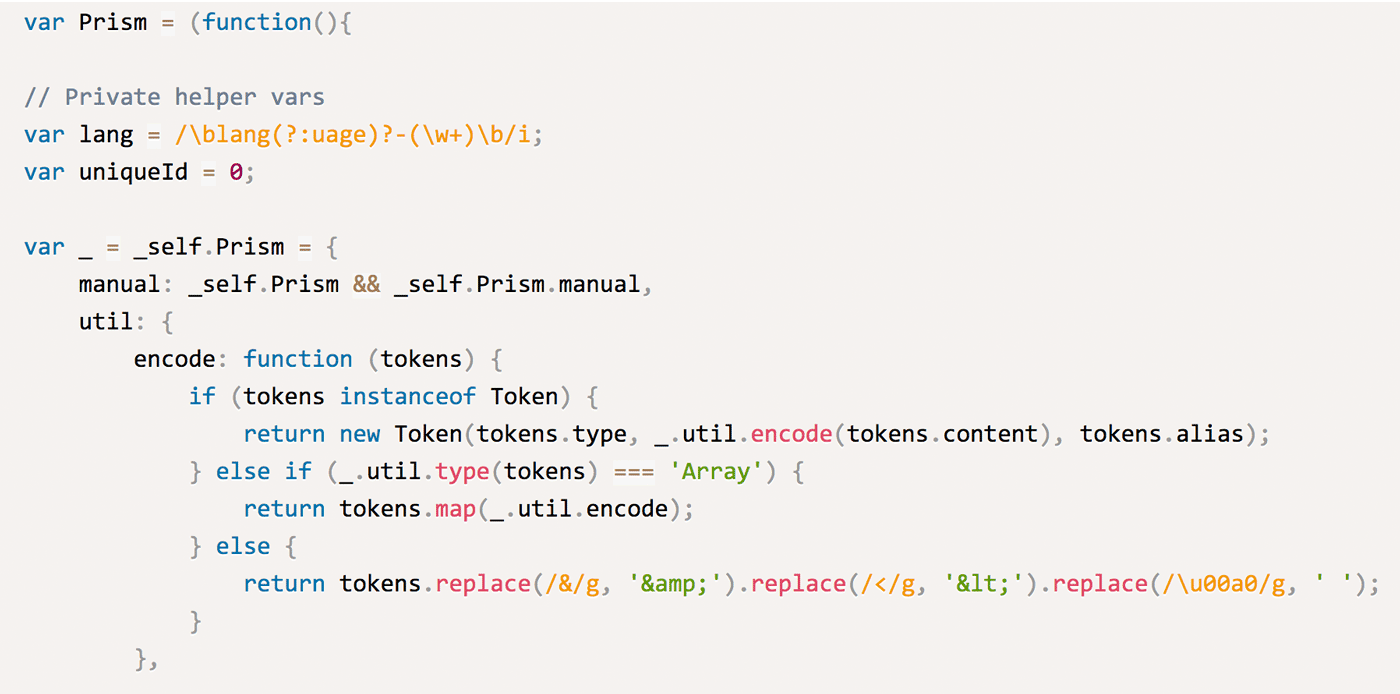 var Prism = (function(){

// Private helper vars
var lang = /\blang(?:uage)?-(\w+)\b/i;
var uniqueId = 0;

var _ = _self.Prism = {
    manual: _self.Prism && _self.Prism.manual,
    util: {
        encode: function (tokens) {
            if (tokens instanceof Token) {
                return new Token(tokens.type, _.util.encode(tokens.content), tokens.alias);
            } else if (_.util.type(tokens) === 'Array') {
                return tokens.map(_.util.encode);
            } else {
                return tokens.replace(/&/g, '&amp;').replace(/</g, '&lt;').replace(/\u00a0/g, ' ');
            }
        },